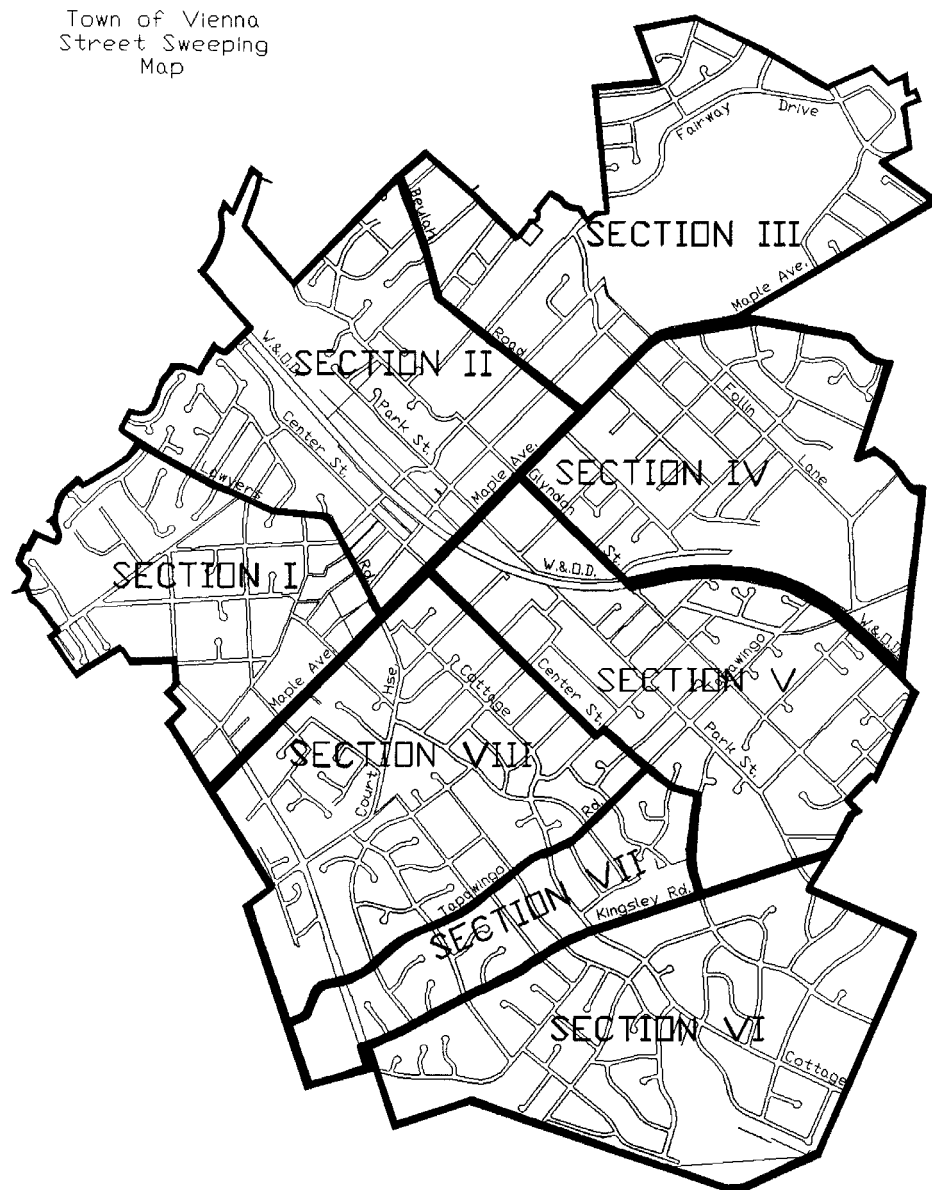 Town of Vienna
Street Sweeping
Map
Fairway
Drive
Beulah
SECTION III
Maple Ave.
W.&O.D.
Road
SECTION II
Park St.
Follin
Center St.
Maple Ave.
Glyndon
SECTION IV
Lane
Lawyers
St.
W.&O.D.
SECTION I
Rd.
W.&O.D.
Tapawingo
SECTION V
Hse.
Cottage
Center St.
Maple Ave.
Park St.
SECTION VIII
Court
Rd.
Tapawingo
SECTION VII
Kingsley Rd.
SECTION VI
Cottage